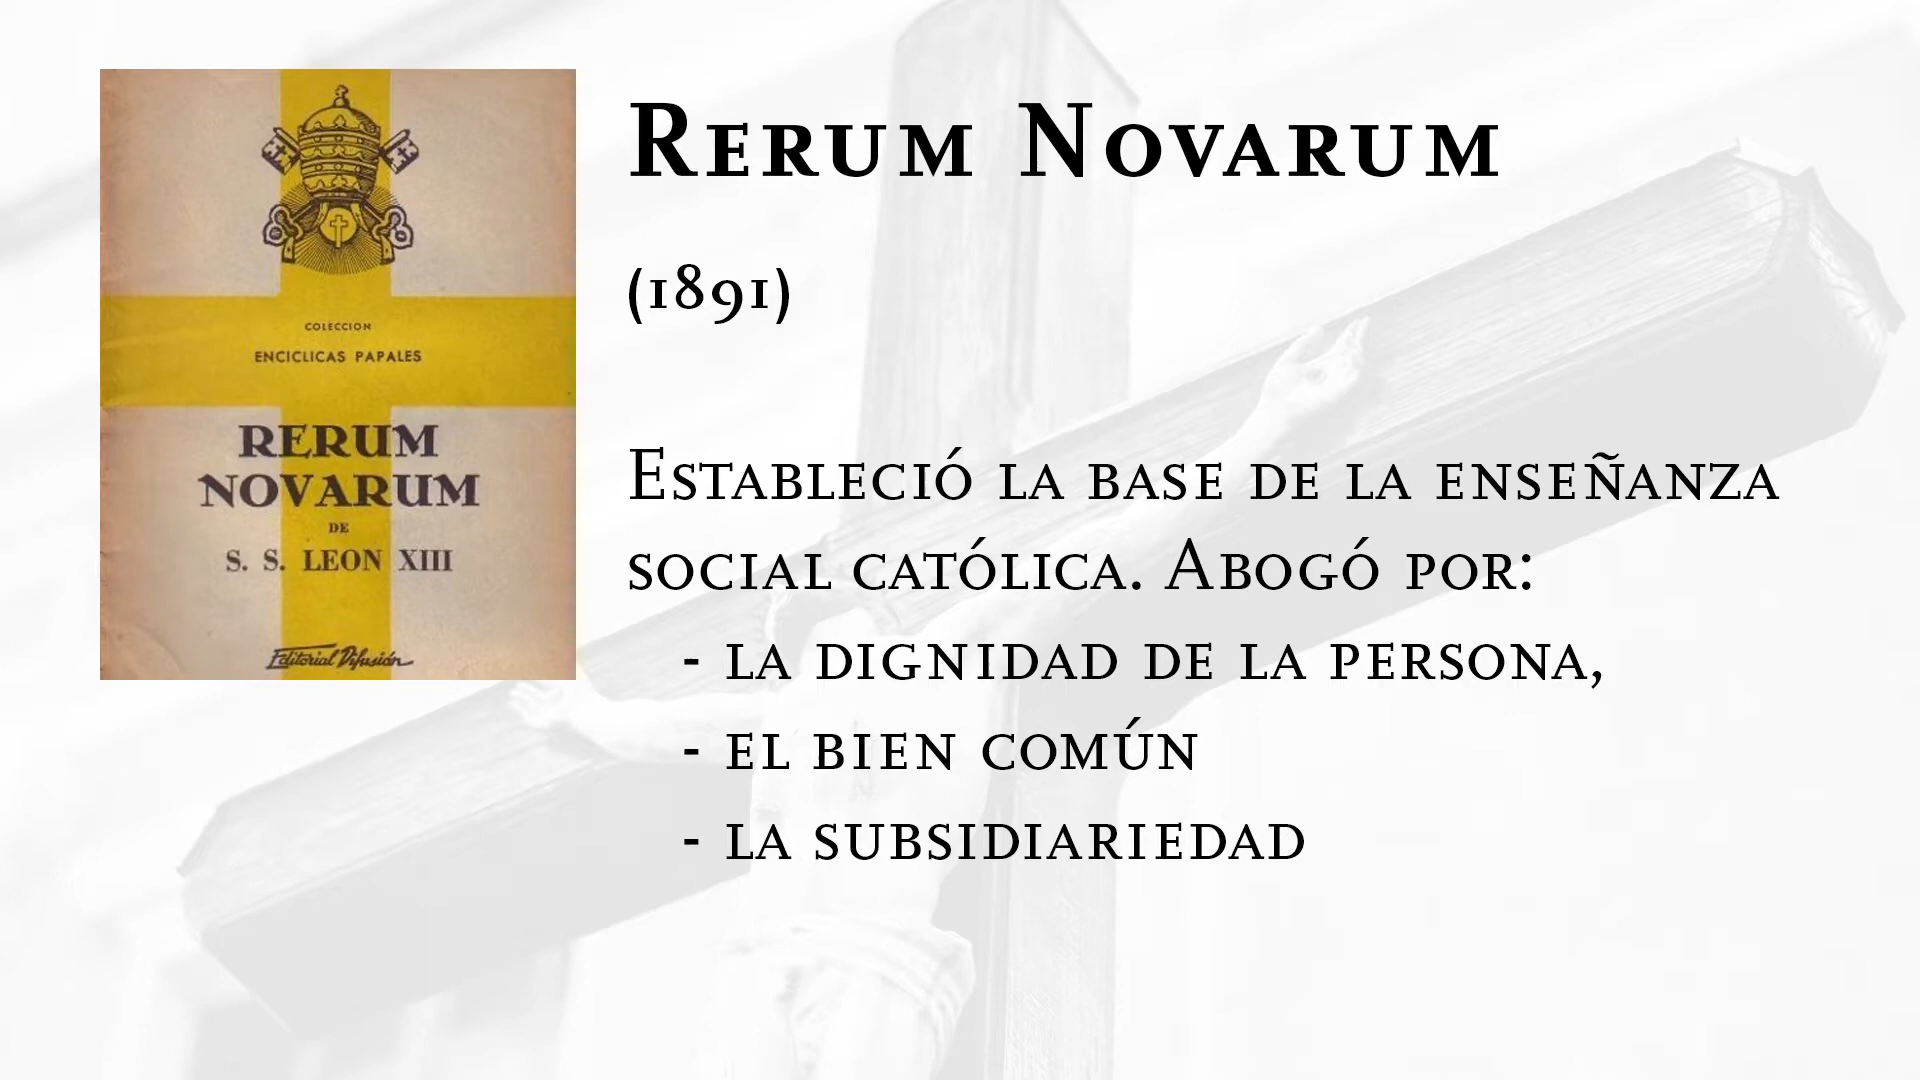 COLECCION
ENCICLICAS PAPALES
RERUM
NOVARUM
DE
S. S. LEON XIII
Editorial Difusión
Rerum Novarum
(1891)
Estableció la base de la enseñanza
social católica. Abogó por:
- la dignidad de la persona,
- el bien común
- la subsidiariedad